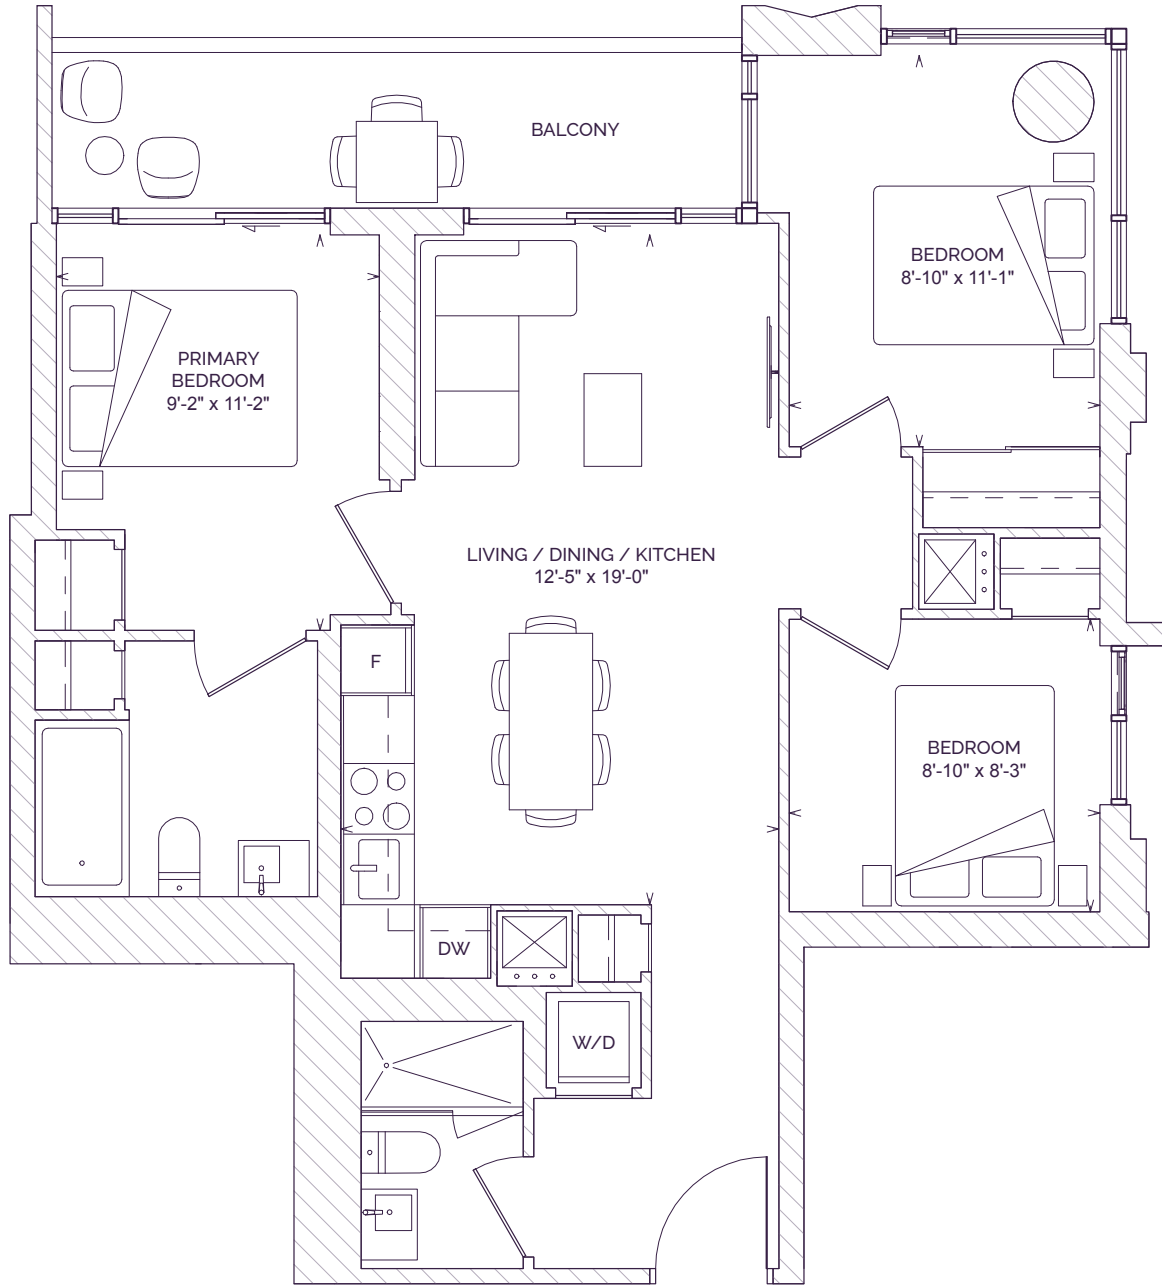 BALCONY
BEDROOM
8'-10" x 11'-1"
PRIMARY
BEDROOM
9'-2" x 11'-2"
LIVING / DINING / KITCHEN
12'-5" x 19'-0"
F
BEDROOM
8'-10" x 8'-3"
DW
W/D